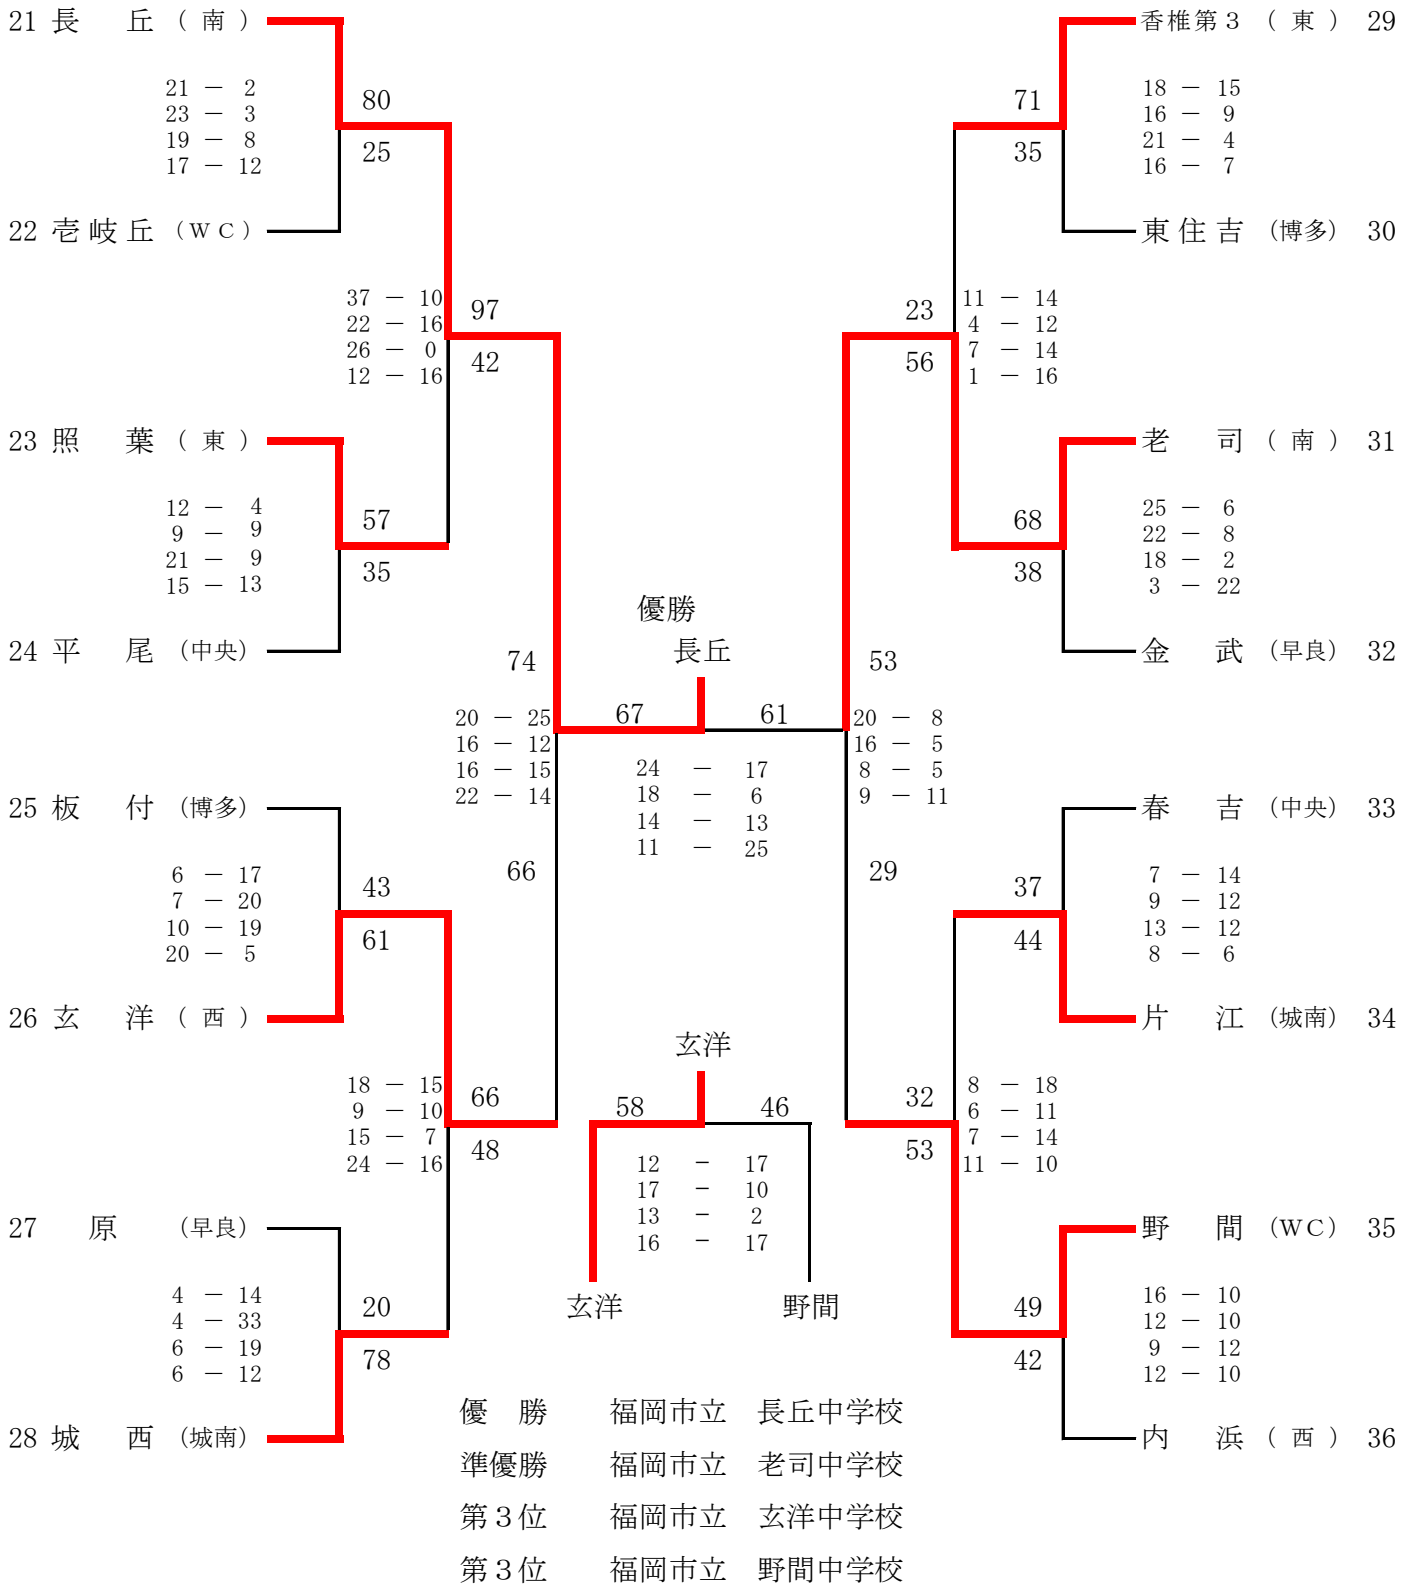 21 長　丘 （ 南 ）
香椎第３ （ 東 ） 29
21 － 2
23 － 3
19 － 8
17 － 12
80
25
71
35
18 － 15
16 － 9
21 － 4
16 － 7
22 壱岐丘 （ＷＣ）
東住吉 （博多） 30
37 － 10
22 － 16
26 － 0
12 － 16
97
42
23
56
11 － 14
4 － 12
7 － 14
1 － 16
23 照　葉 （ 東 ）
老　司 （ 南 ） 31
12 － 4
9 － 9
21 － 9
15 － 13
57
35
68
38
25 － 6
22 － 8
18 － 2
3 － 22
24 平　尾 （中央）
金　武 （早良） 32
優勝
長丘
74
53
67
61
20 － 25
16 － 12
16 － 15
22 － 14
24 － 17
18 － 6
14 － 13
11 － 25
20 － 8
16 － 5
8 － 5
9 － 11
66
29
25 板　付 （博多）
春　吉 （中央） 33
6 － 17
7 － 20
10 － 19
20 － 5
43
61
37
44
7 － 14
9 － 12
13 － 12
8 － 6
26 玄　洋 （ 西 ）
片　江 （城南） 34
18 － 15
9 － 10
15 － 7
24 － 16
66
48
玄洋
58
46
12 － 17
17 － 10
13 － 2
16 － 17
玄洋
野間
32
53
8 － 18
6 － 11
7 － 14
11 － 10
27 原 （早良）
野　間 （ＷＣ） 35
4 － 14
4 － 33
6 － 19
6 － 12
20
78
49
42
16 － 10
12 － 10
9 － 12
12 － 10
28 城　西 （城南）
内　浜 （ 西 ） 36
優　勝　福岡市立　長丘中学校
準優勝　福岡市立　老司中学校
第３位　福岡市立　玄洋中学校
第３位　福岡市立　野間中学校